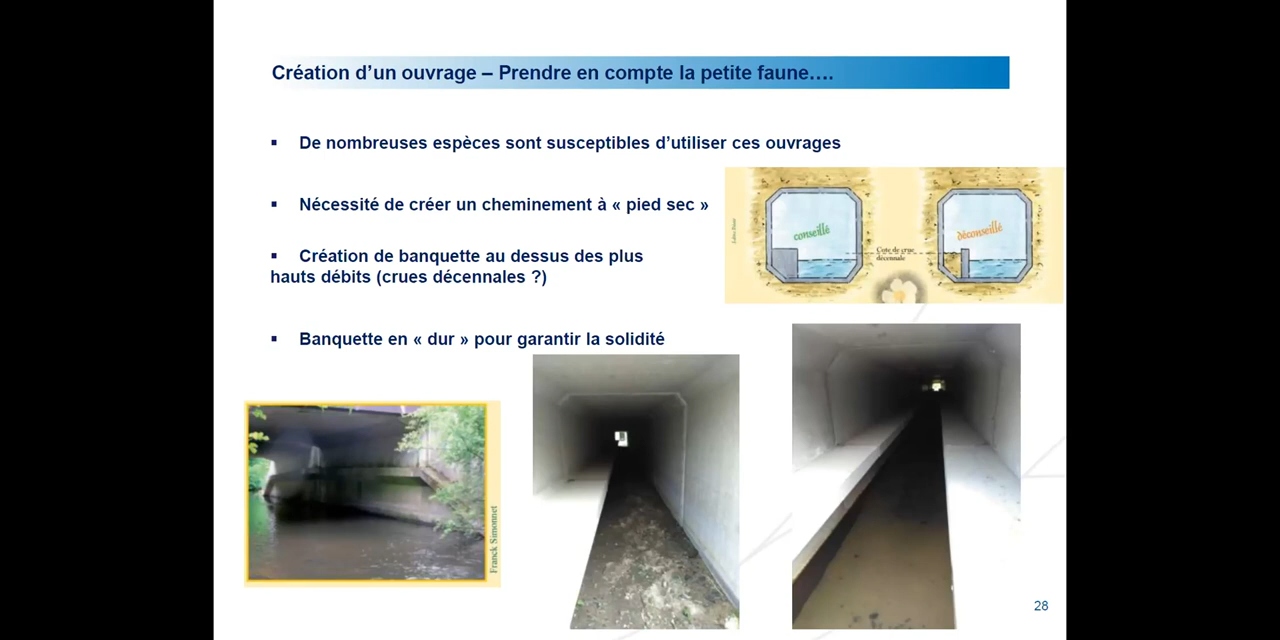 Création d’un ouvrage – Prendre en compte la petite faune….
▪ De nombreuses espèces sont susceptibles d’utiliser ces ouvrages
▪ Nécessité de créer un cheminement à « pied sec »
▪ Création de banquette au dessus des plus
hauts débits (crues décennales ?)
▪ Banquette en « dur » pour garantir la solidité
conseillé
déconseillé
Cote de crue
décennale
Franck Simonnet
28